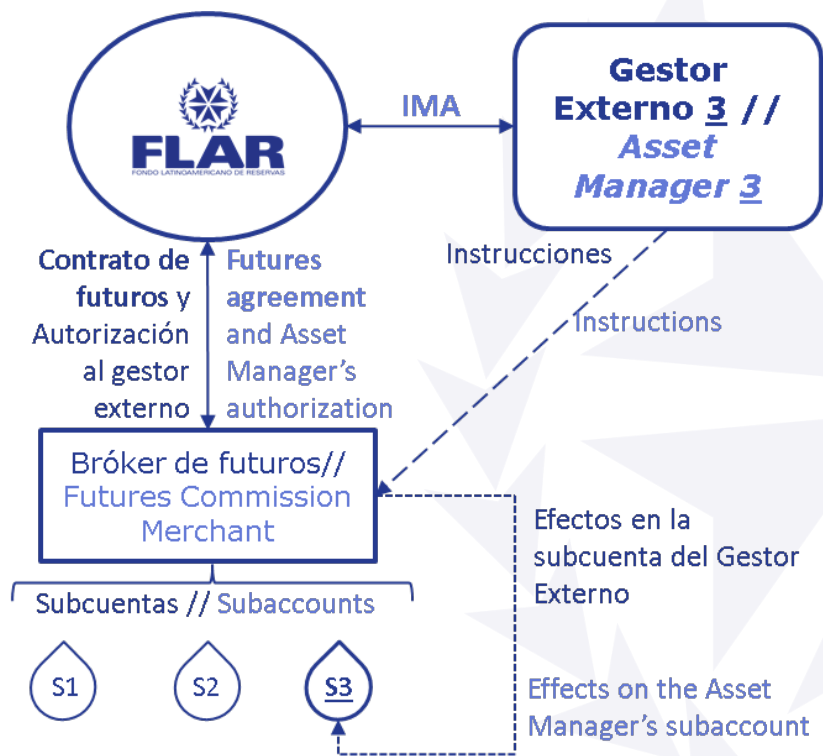 FLAR
FONDO LATINOAMERICANO DE RESERVAS
IMA
Gestor
Externo 3 //
Asset
Manager 3
Contrato de
futuros y
Autorización
al gestor
externo
Futures
agreement
and Asset
Manager's
authorization
Instrucciones
Instructions
Bróker de futuros//
Futures Commission
Merchant
Efectos en la
subcuenta del Gestor
Externo
Subcuentas // Subaccounts
S1
S2
S3
Effects on the Asset
Manager's subaccount